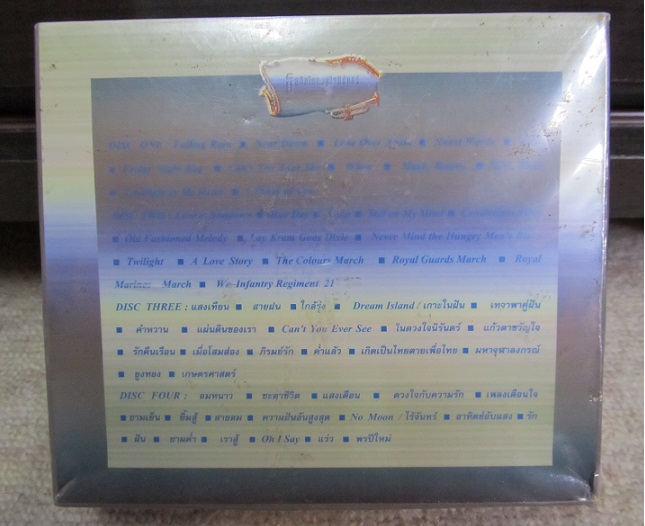 DISC ONE : Falling Rain ■ Near Dawn ■ Love Over Again ■
■ Friday Night Rag ■ Can't You Ever See ■ When ■ Magic Beams ■
■ 
DISC TWO : Love's Shadows ■ ■ ■ Still on My Mind ■
■ Old Fashioned Melody ■ Lay Kram Goes Dixie ■ Never Mind the Hungry Men's
■ Twilight ■ A Love Story ■ The Colours March ■ Royal Guards March ■ Royal
Marines March ■ We-Infantry Regiment 21
DISC THREE : แสงเทียน ■ สายฝน ■ ใกล้รุ่ง ■ Dream Island / เกาะในฝัน ■ เทวาพาคู่ฝัน
■ คำหวาน ■ แผ่นดินของเรา ■ Can't You Ever See ■ ในดวงใจนิรันดร์ ■ แก้วตาขวัญใจ
■ รักคืนเรือน ■ เมื่อโสมส่อง ■ ภิรมย์รัก ■ ค่ำแล้ว ■ เกิดเป็นไทยตายเพื่อไทย ■ มหาจุฬาลงกรณ์
■ ยูงทอง ■ เกษตรศาสตร์
DISC FOUR : ลมหนาว ■ ชะตาชีวิต ■ แสงเดือน ■ ดวงใจกับความรัก ■ เพลงเตือนใจ
■ ยามเย็น ■ ยิ้มสู้ ■ สายลม ■ ความฝันอันสูงสุด ■ No Moon / ไร้จันทร์ ■ อาทิตย์อับแสง ■ รัก
■ ฝัน ■ ยามค่ำ ■ เราสู้ ■ Oh I Say ■ แว่ว ■ พรปีใหม่